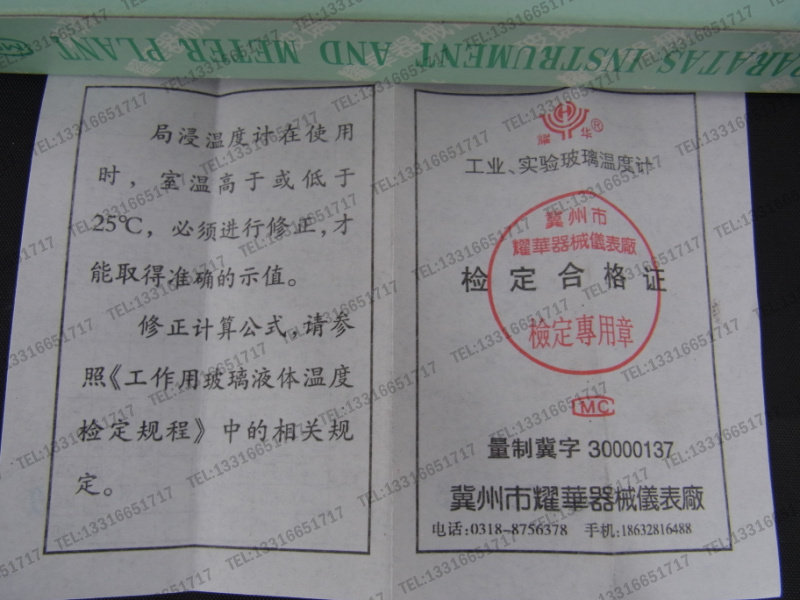 PARATAS INSTRUMENT AND METER PLANT
MC
局浸温度计在使用
时，室温高于或低于
25℃，必须进行修正，才
能取得准确的示值。
修正计算公式，请参
照《工作用玻璃液体温度
检定规程》中的相关规
定。
耀华®
工业、实验玻璃温度计
冀州市
耀華器械儀表廠
检定合格证
檢定專用章
MC
量制冀字 30000137
冀州市耀華器械儀表廠
电话:0318-8756378 手机:18632816488
TEL:13316651717